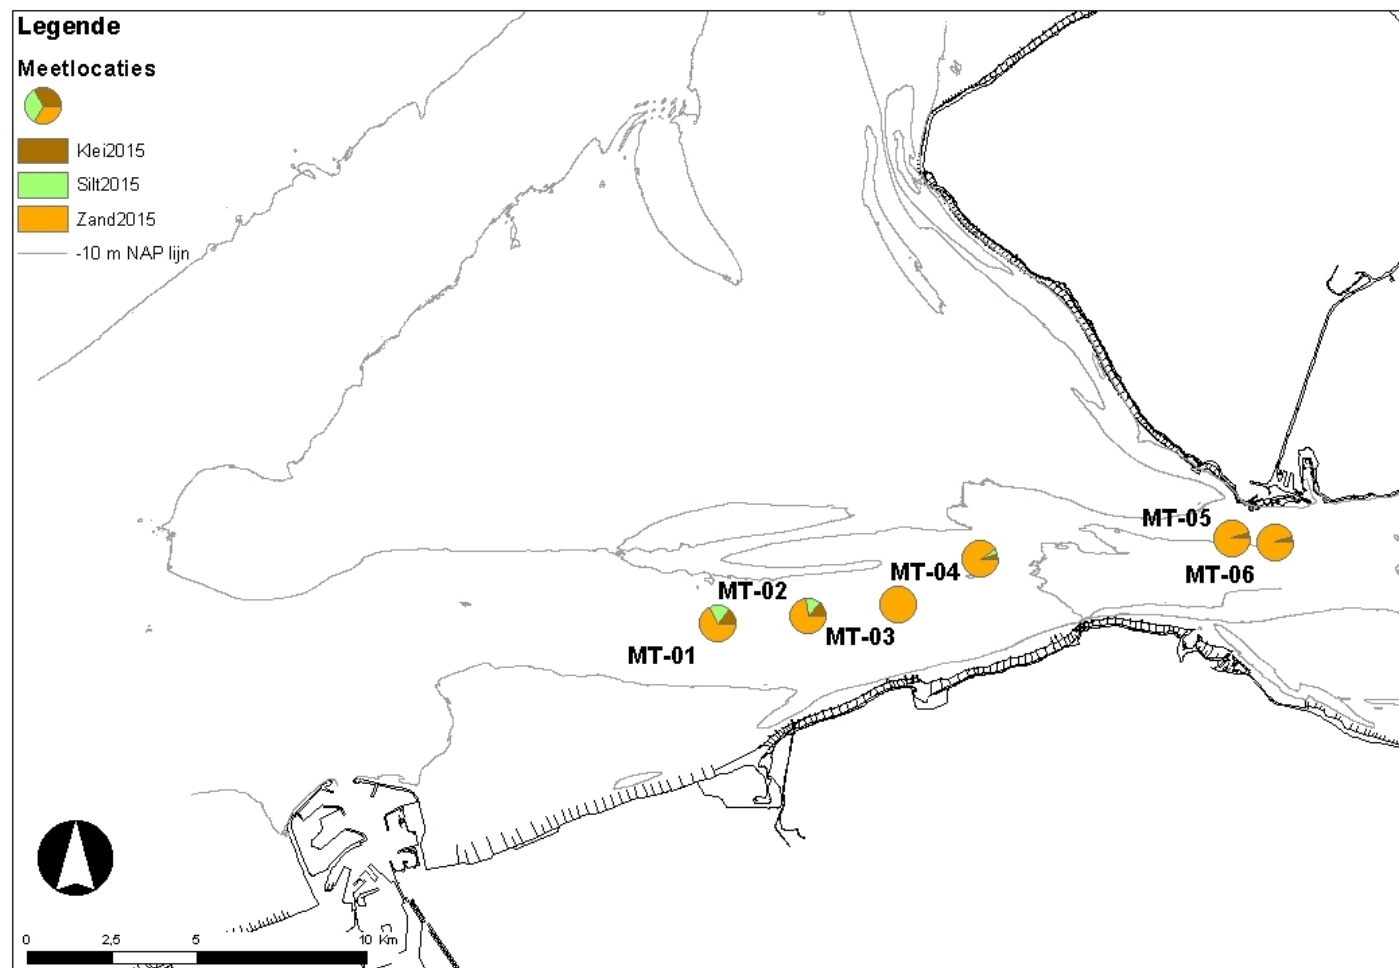 Legende
Meetlocaties
Klei2015
Silt2015
Zand2015
-10 m NAP lijn
MT-05
MT-04
MT-06
MT-02
MT-03
MT-01
0 2,5 5 10 Km